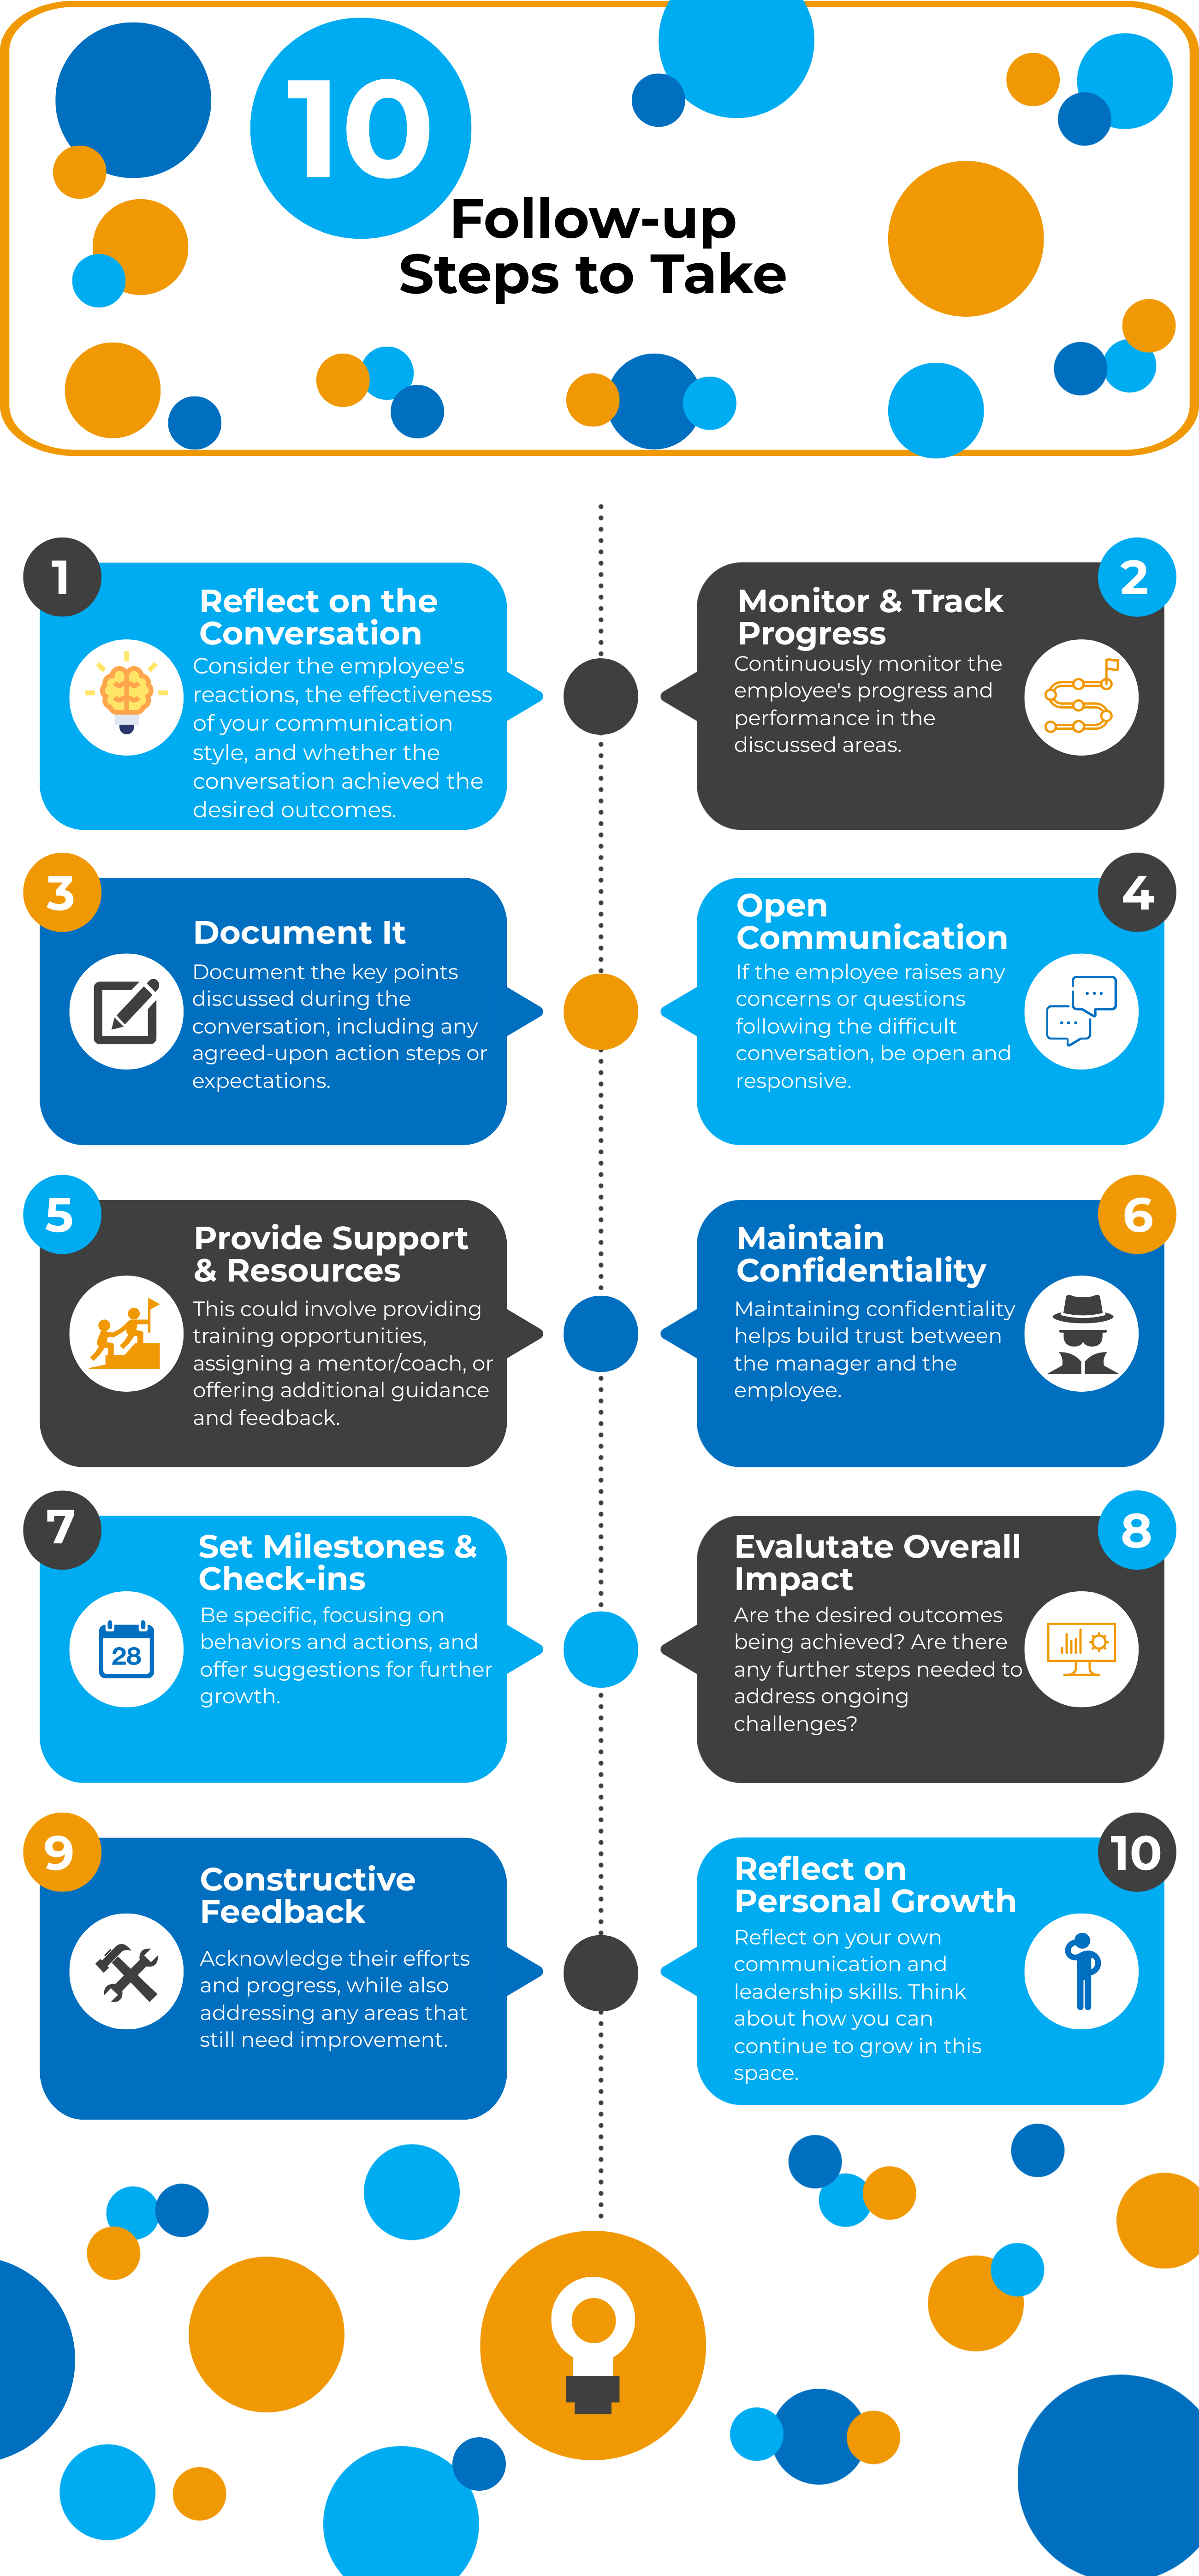 10
Follow-up
Steps to Take
1
Reflect on the
Conversation
Consider the employee's
reactions, the effectiveness
of your communication
style, and whether the
conversation achieved the
desired outcomes.
2
Monitor & Track
Progress
Continuously monitor the
employee's progress and
performance in the
discussed areas.
3
Document It
Document the key points
discussed during the
conversation, including any
agreed-upon action steps or
expectations.
4
Open
Communication
If the employee raises any
concerns or questions
following the difficult
conversation, be open and
responsive.
5
Provide Support
& Resources
This could involve providing
training opportunities,
assigning a mentor/coach, or
offering additional guidance
and feedback.
6
Maintain
Confidentiality
Maintaining confidentiality
helps build trust between
the manager and the
employee.
7
Set Milestones &
Check-ins
28
Be specific, focusing on
behaviors and actions, and
offer suggestions for further
growth.
8
Evalutate Overall
Impact
Are the desired outcomes
being achieved? Are there
any further steps needed to
address ongoing
challenges?
9
Constructive
Feedback
Acknowledge their efforts
and progress, while also
addressing any areas that
still need improvement.
10
Reflect on
Personal Growth
Reflect on your own
communication and
leadership skills. Think
about how you can
continue to grow in this
space.